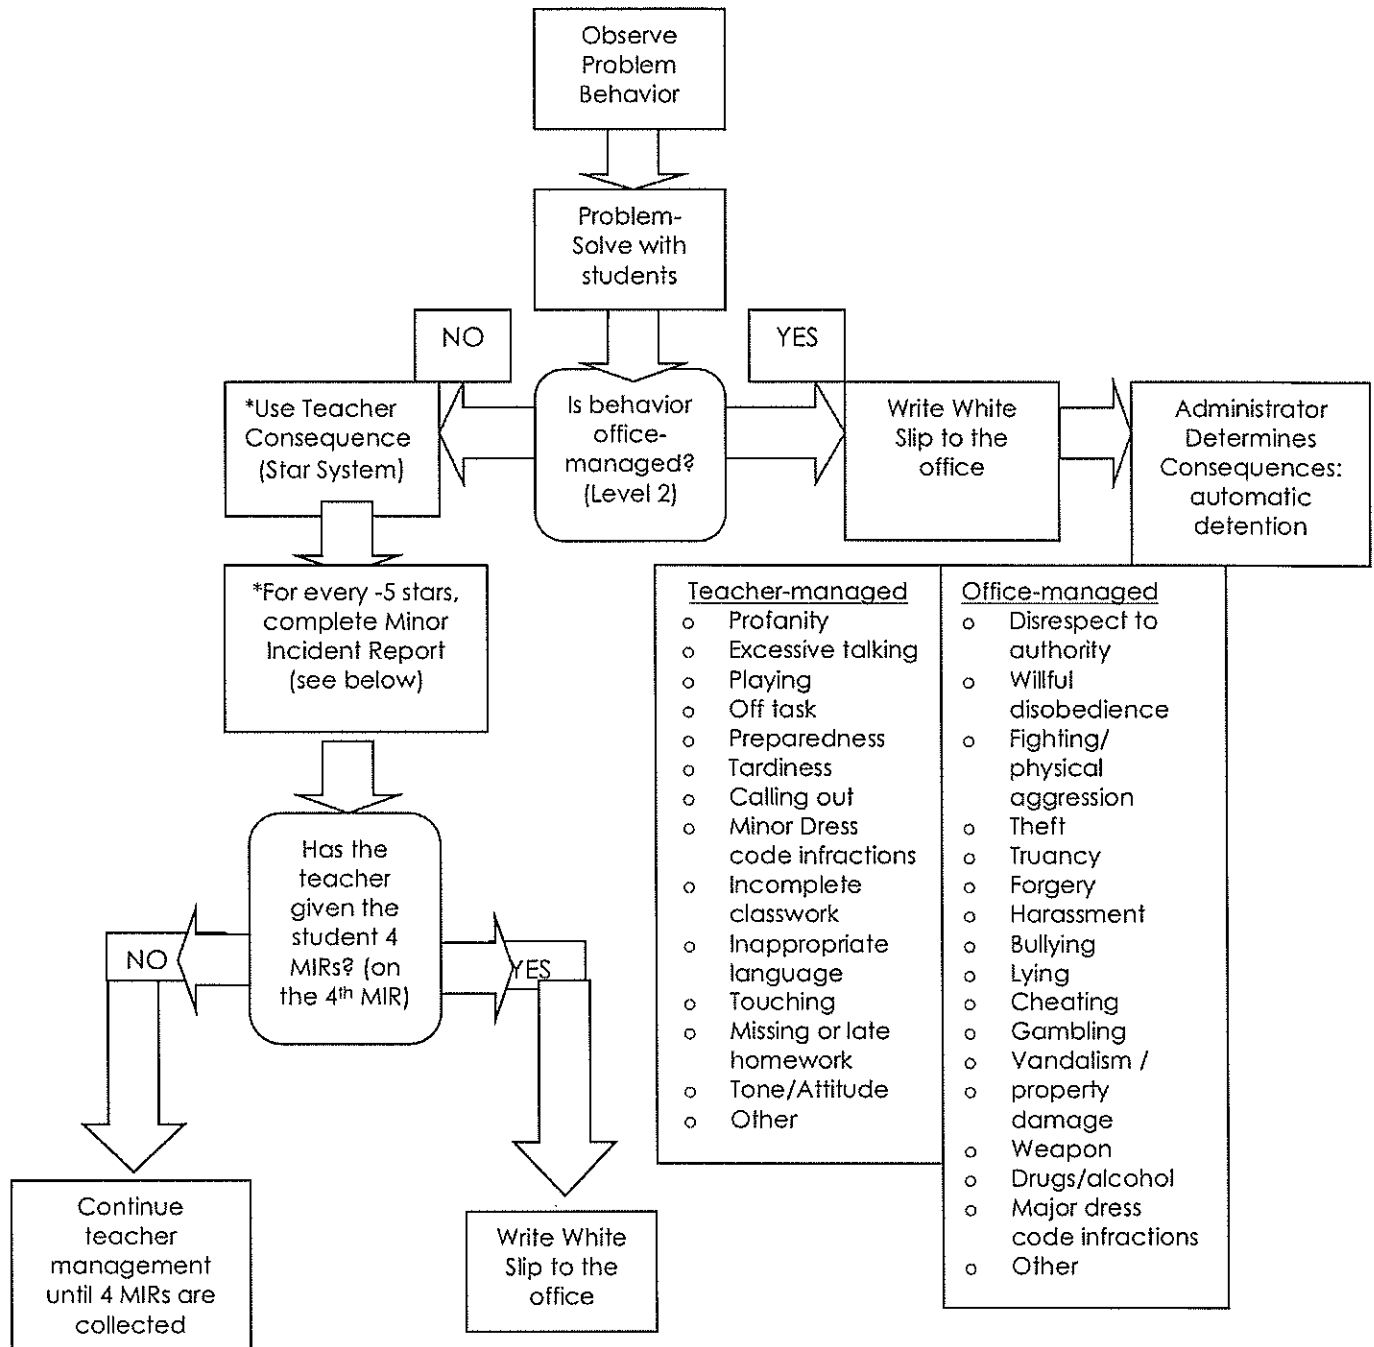 Observe
Problem
Behavior
Problem-
Solve with
students
NO
YES
*Use Teacher
Consequence
(Star System)
Is behavior
office-
managed?
(Level 2)
Write White
Slip to the
office
Administrator
Determines
Consequences:
automatic
detention
*For every -5 stars,
complete Minor
Incident Report
(see below)
Teacher-managed
o Profanity
o Excessive talking
o Playing
o Off task
o Preparedness
o Tardiness
o Calling out
o Minor Dress
code infractions
o Incomplete
classwork
o Inappropriate
language
o Touching
o Missing or late
homework
o Tone/Attitude
o Other
Office-managed
o Disrespect to
authority
o Willful
disobedience
o Fighting/
physical
aggression
o Theft
o Truancy
o Forgery
o Harassment
o Bullying
o Lying
o Cheating
o Gambling
o Vandalism /
o property
damage
o Weapon
o Drugs/alcohol
o Major dress
code infractions
o Other
Has the
teacher
given the
student 4
MIRs? (on
the 4th MIR)
NO
YES
Continue
teacher
management
until 4 MIRs are
collected
Write White
Slip to the
office